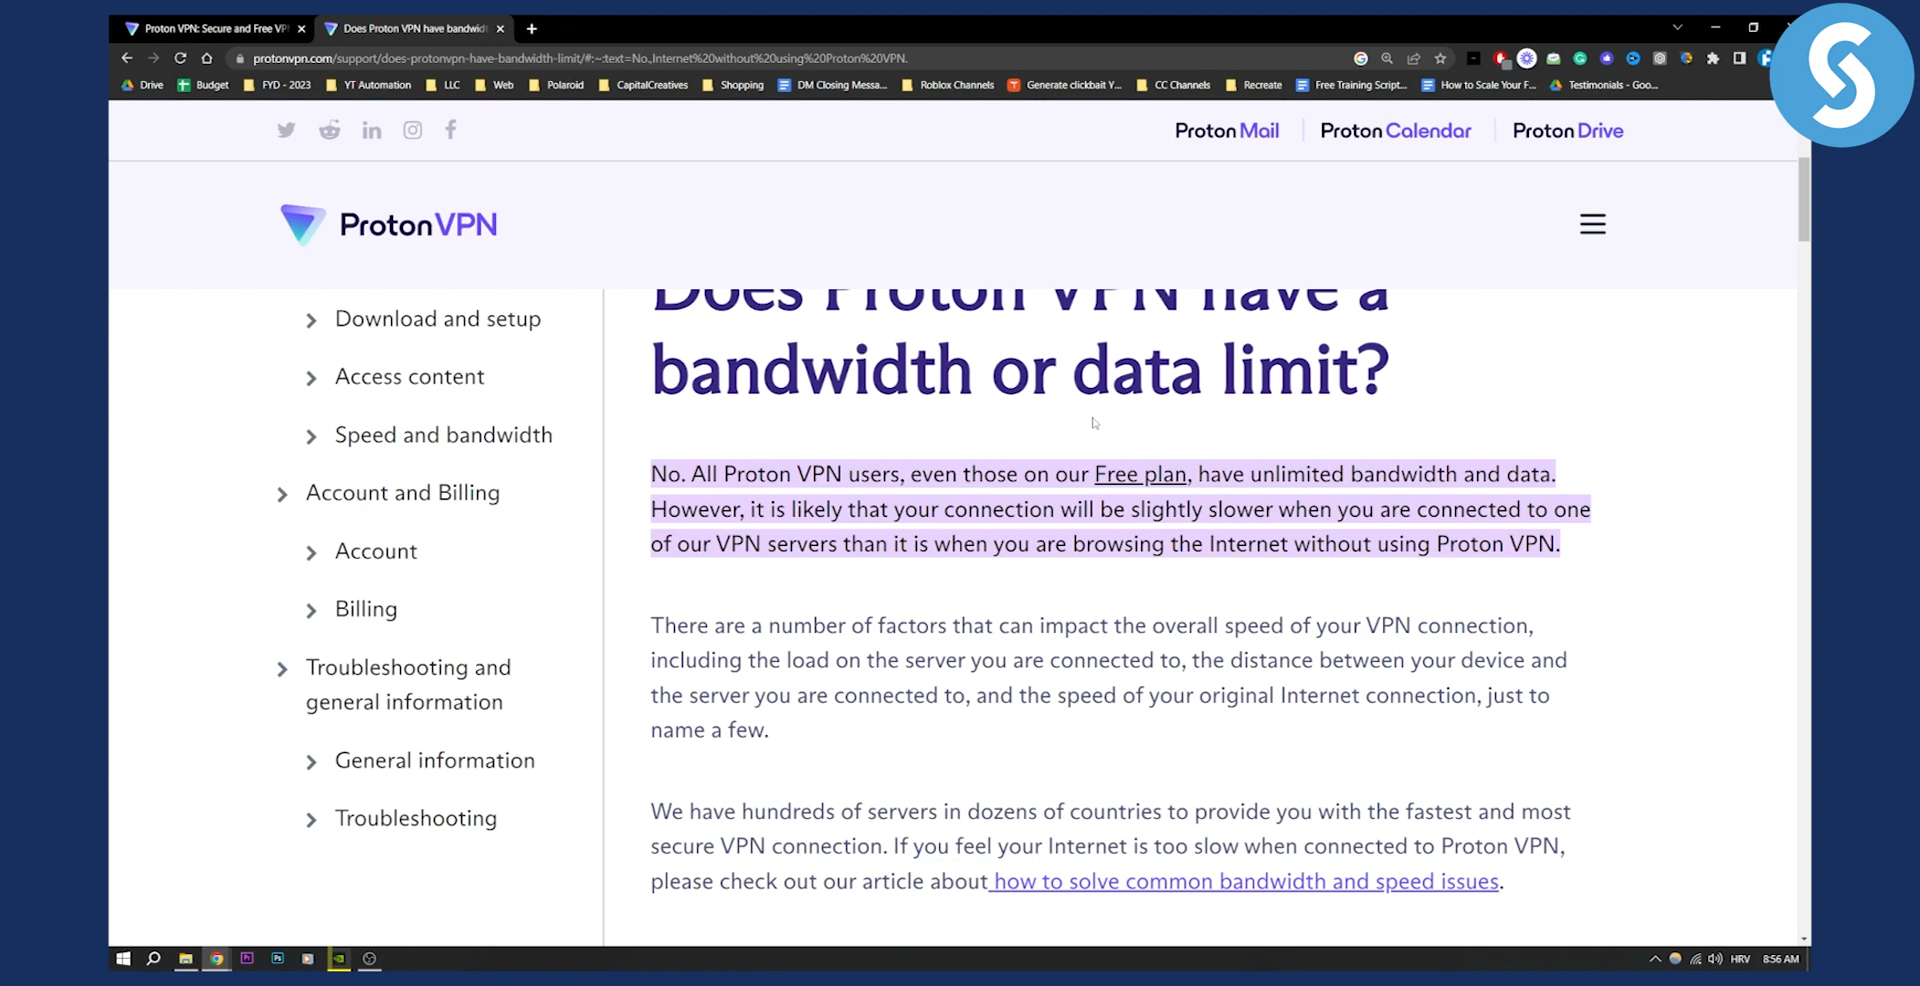 Proton VPN: Secure and Free VP
Does Proton VPN have bandwid
protonvpn.com/support/does-protonvpn-have-bandwidth-limit/#:~:text=No.,Internet%20without%20using%20Proton%20VPN.
Drive
Budget
FYD - 2023
YT Automation
LLC
Web
Polaroid
CapitalCreatives
Shopping
DM Closing Messa...
Roblox Channels
Generate clickbait Y...
CC Channels
Recreate
Free Training Script...
How to Scale Your F...
Testimonials - Goo...
Proton Mail
Proton Calendar
Proton Drive
ProtonVPN
Download and setup
Access content
Speed and bandwidth
Account and Billing
Account
Billing
Troubleshooting and
general information
General information
Troubleshooting
Does Proton VPN have a
bandwidth or data limit?
No. All Proton VPN users, even those on our Free plan, have unlimited bandwidth and data.
However, it is likely that your connection will be slightly slower when you are connected to one
of our VPN servers than it is when you are browsing the Internet without using Proton VPN.
There are a number of factors that can impact the overall speed of your VPN connection,
including the load on the server you are connected to, the distance between your device and
the server you are connected to, and the speed of your original Internet connection, just to
name a few.
We have hundreds of servers in dozens of countries to provide you with the fastest and most
secure VPN connection. If you feel your Internet is too slow when connected to Proton VPN,
please check out our article about how to solve common bandwidth and speed issues.
HRV
8:56 AM